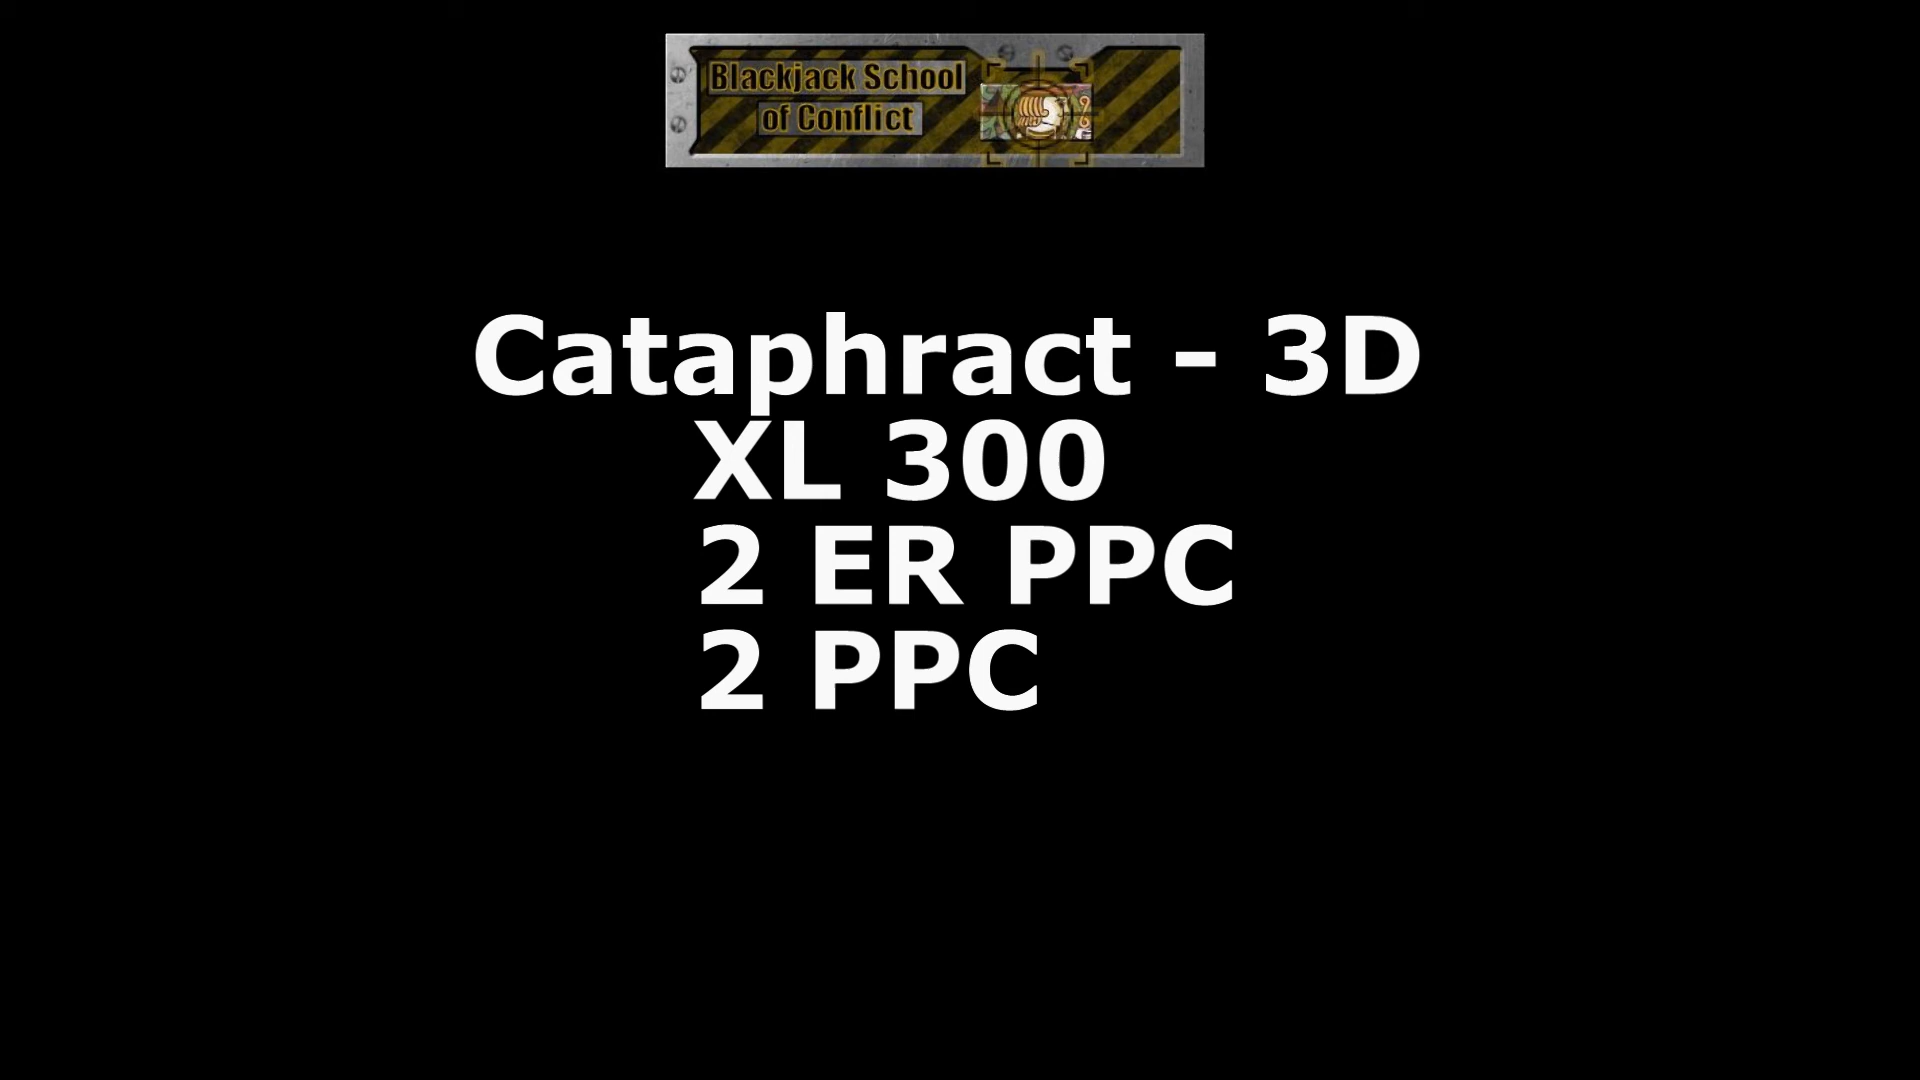 Blackjack School
of Conflict
Cataphract - 3D
XL 300
2 ER PPC
2 PPC